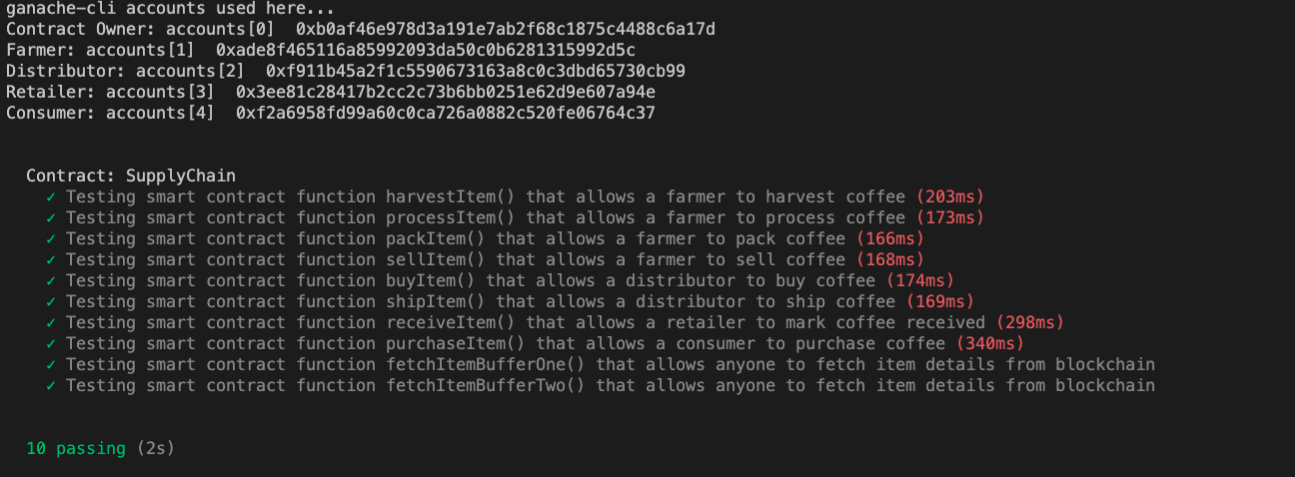 ganache-cli accounts used here...
Contract Owner: accounts[0]  0xb0af46e978d3a191e7ab2f68c1875c4488c6a17d
Farmer: accounts[1]  0xade8f465116a85992093da50c0b6281315992d5c
Distributor: accounts[2]  0xf911b45a2f1c5590673163a8c0c3dbd65730cb99
Retailer: accounts[3]  0x3ee81c28417b2cc2c73b6bb0251e62d9e607a94e
Consumer: accounts[4]  0xf2a6958fd99a60c0ca726a0882c520fe06764c37
Contract: SupplyChain
✓ Testing smart contract function harvestItem() that allows a farmer to harvest coffee (203ms)
✓ Testing smart contract function processItem() that allows a farmer to process coffee (173ms)
✓ Testing smart contract function packItem() that allows a farmer to pack coffee (166ms)
✓ Testing smart contract function sellItem() that allows a farmer to sell coffee (168ms)
✓ Testing smart contract function buyItem() that allows a distributor to buy coffee (174ms)
✓ Testing smart contract function shipItem() that allows a distributor to ship coffee (169ms)
✓ Testing smart contract function receiveItem() that allows a retailer to mark coffee received (298ms)
✓ Testing smart contract function purchaseItem() that allows a consumer to purchase coffee (340ms)
✓ Testing smart contract function fetchItemBufferOne() that allows anyone to fetch item details from blockchain
✓ Testing smart contract function fetchItemBufferTwo() that allows anyone to fetch item details from blockchain
10 passing (2s)